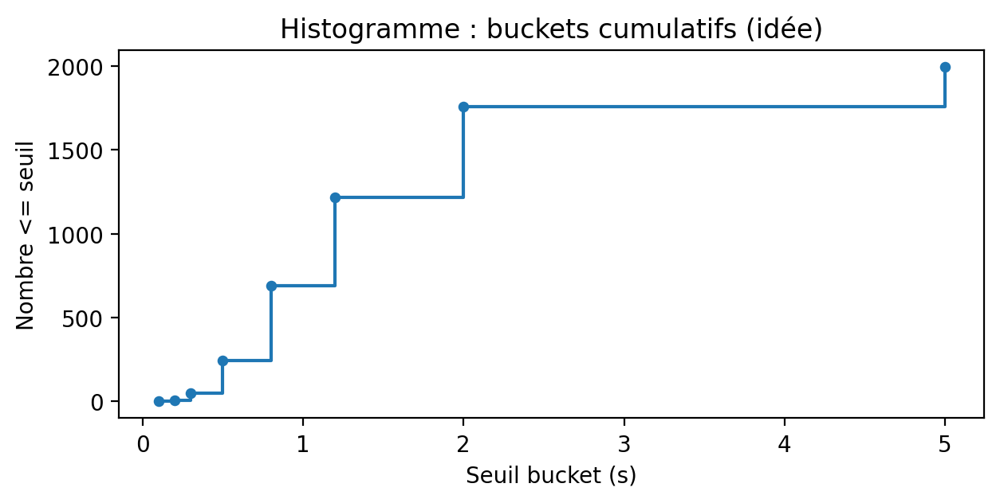 Histogramme : buckets cumulatifs (idée)
2000
1500
1000
500
0
Nombre <= seuil
0 1 2 3 4 5
Seuil bucket (s)